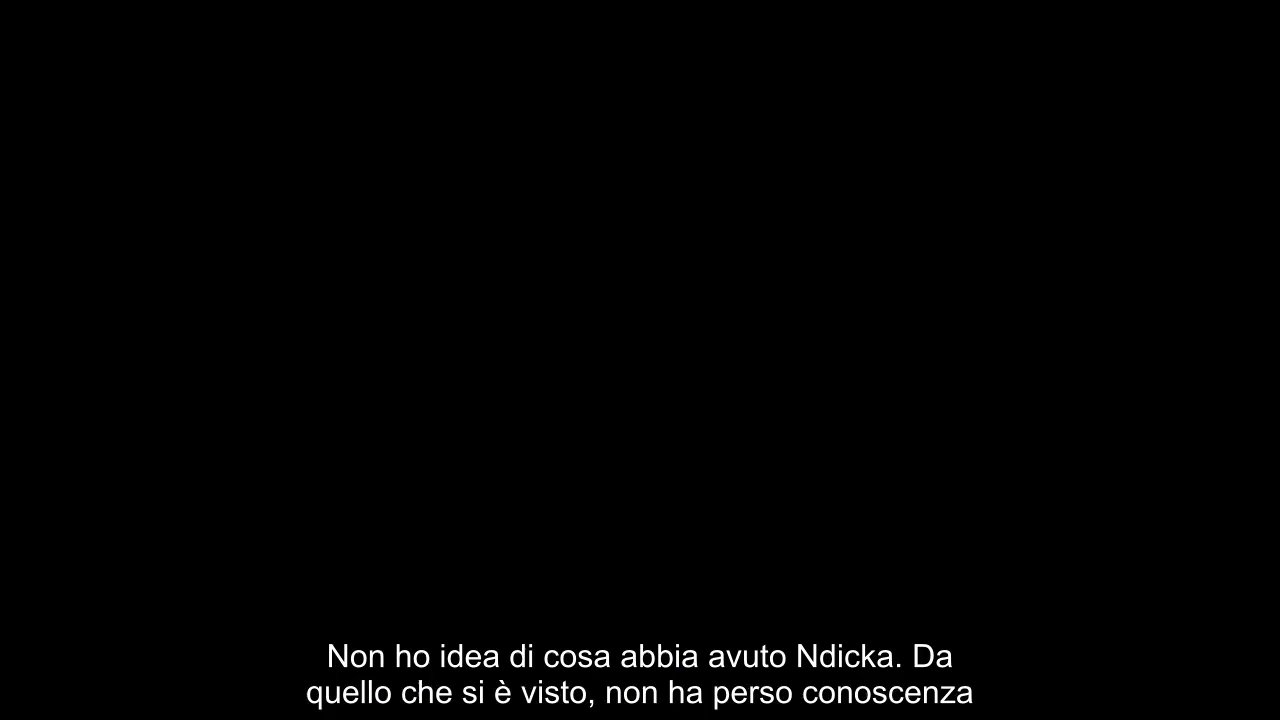 Non ho idea di cosa abbia avuto Ndicka. Da
quello che si è visto, non ha perso conoscenza